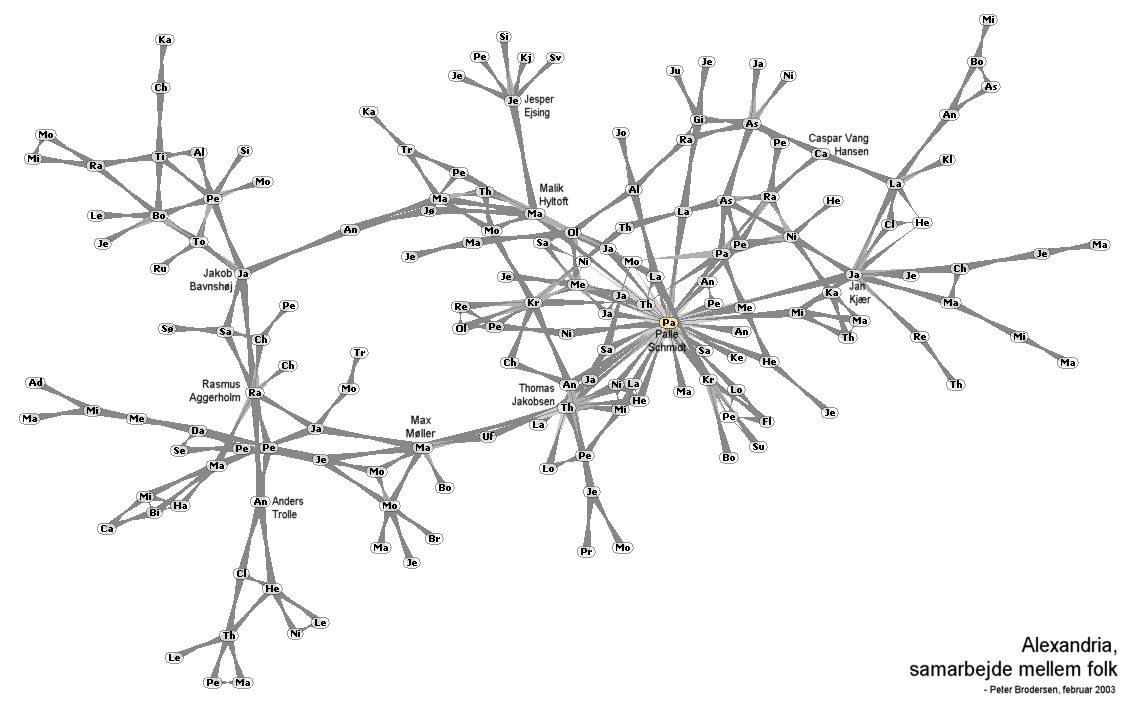 Mi
Si
Ka
Pe
Kj
Sv
Bo
Ju
Je
Ja
Ni
Je
As
Ch
Je
Jesper
Ejsing
Ka
An
Gi
As
Mo
Jo
Ra
Pe
Caspar Vang
Hansen
Ca
Mi
Ra
Ti
Al
Si
Tr
Kl
Pe
Mo
Pe
Ma
Th
Malik
Hyltoft
Al
La
Le
Bo
Jø
Ma
La
As
Ra
He
Cl
He
Je
To
An
Mo
Ol
Th
Ni
Ma
Sa
Ja
Pe
Je
Ma
Ru
Jakob
Bavnshøj
Ja
Je
Ni
Mo
Pa
Je
Me
La
An
Ja
Je
Ch
Jan
Kjær
Pe
Re
Kr
Ja
Th
Pe
Me
Ka
Ma
Sø
Sa
Ch
Ol
Pe
Ni
Ja
Pa
Palle
Schmidt
An
Mi
Ma
Th
Re
Mi
Tr
Ch
Sa
Sa
Ke
He
Ma
Ch
Rasmus
Aggerholm
Ra
Mo
Thomas
Jakobsen
An
Ja
Ni
La
Ma
Kr
Lo
Th
Ad
Ma
Mi
Me
Da
Ja
Max
Møller
Ma
Uf
Th
La
Mi
He
Pe
Fl
Je
Se
Pe
Pe
Je
Mo
Lo
Pe
Su
Bo
Ma
Bo
Mi
Ha
Bi
Ca
An
Anders
Trolle
Mo
Je
Ma
Br
Je
Pr
Mo
Cl
He
Le
Ni
Th
Le
Pe
Ma
Alexandria,
samarbejde mellem folk
- Peter Brodersen, februar 2003